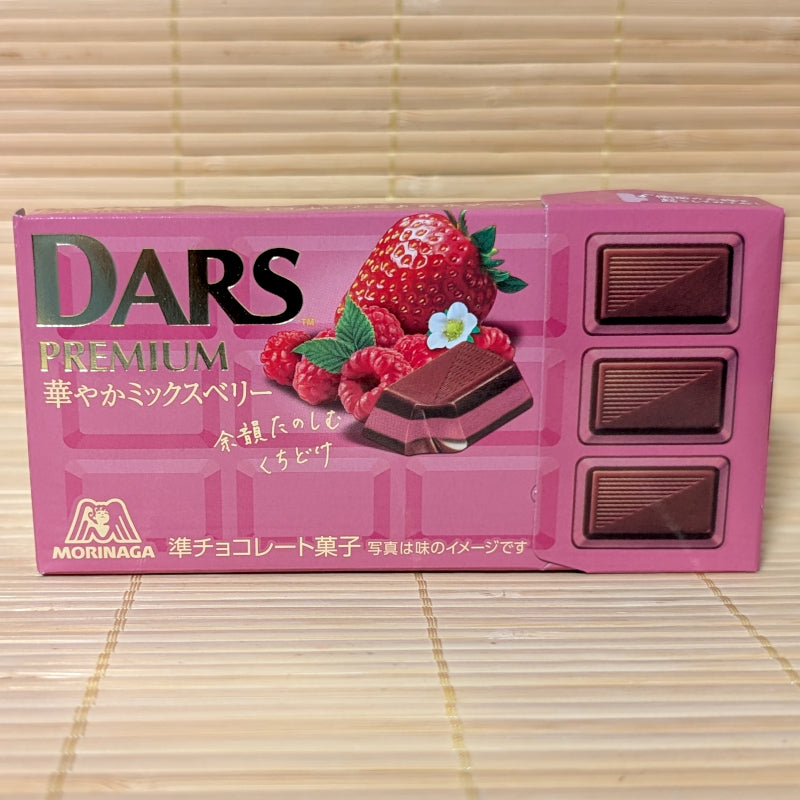 DARS™
PREMIUM
華やかミックスベリー
余韻たのしむ
くちどけ
MORINAGA
準チョコレート菓子 写真は味のイメージです